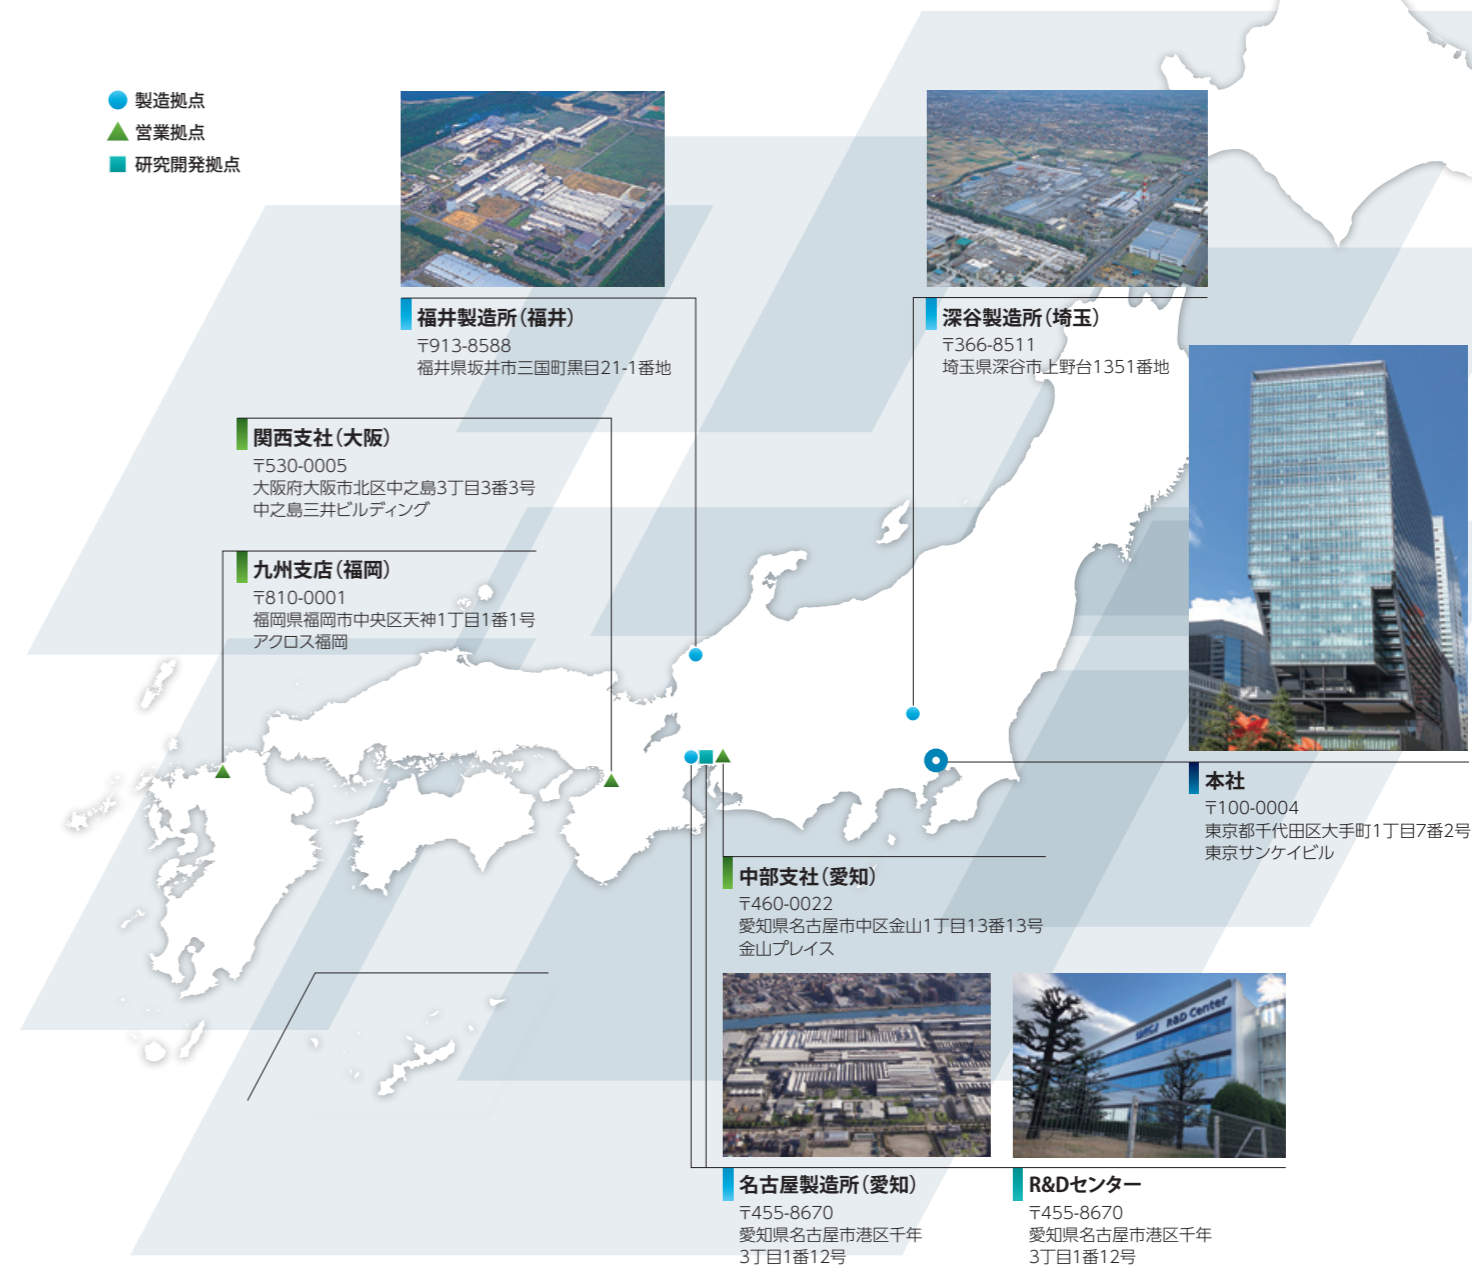 製造拠点
営業拠点
研究開発拠点
福井製造所（福井）
〒913-8588
福井県坂井市三国町黒目21-1番地
深谷製造所（埼玉）
〒366-8511
埼玉県深谷市上野台1351番地
関西支社（大阪）
〒530-0005
大阪府大阪市北区中之島3丁目3番3号
中之島三井ビルディング
九州支店（福岡）
〒810-0001
福岡県福岡市中央区天神1丁目1番1号
アクロス福岡
本社
〒100-0004
東京都千代田区大手町1丁目7番2号
東京サンケイビル
中部支社（愛知）
〒460-0022
愛知県名古屋市中区金山1丁目13番13号
金山プレイス
R&D Center
名古屋製造所（愛知）
〒455-8670
愛知県名古屋市港区千年
3丁目1番12号
R&Dセンター
〒455-8670
愛知県名古屋市港区千年
3丁目1番12号